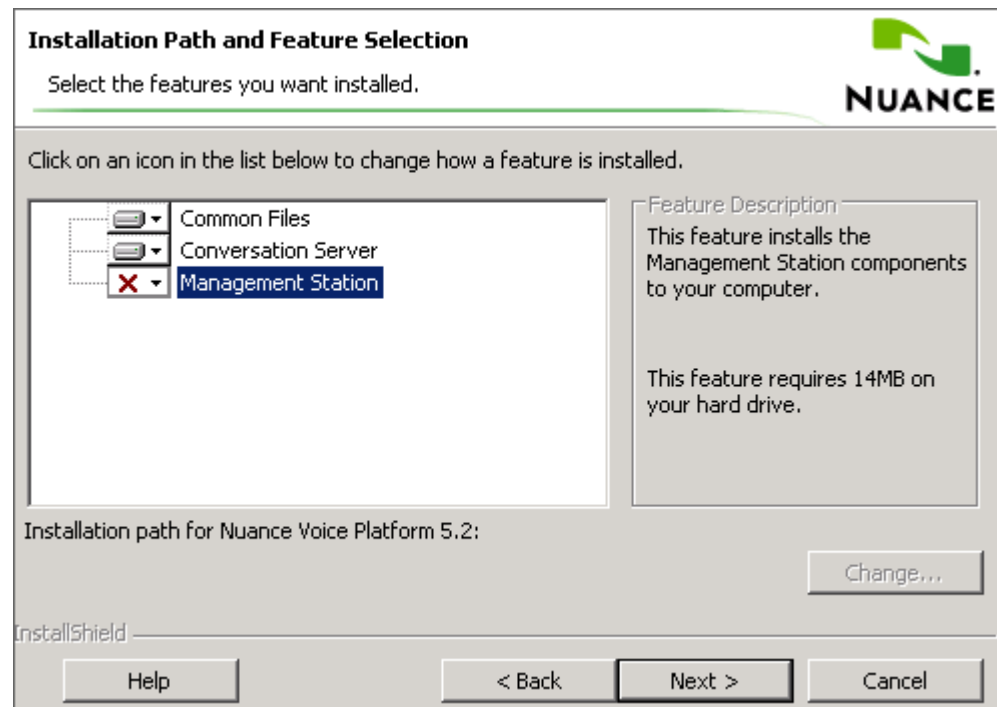 Installation Path and Feature Selection
Select the features you want installed.
NUANCE
Click on an icon in the list below to change how a feature is installed.
Common Files
Conversation Server
Management Station
Feature Description
This feature installs the
Management Station components
to your computer.
This feature requires 14MB on
your hard drive.
Installation path for Nuance Voice Platform 5.2:
Change...
InstallShield
Help
< Back
Next >
Cancel